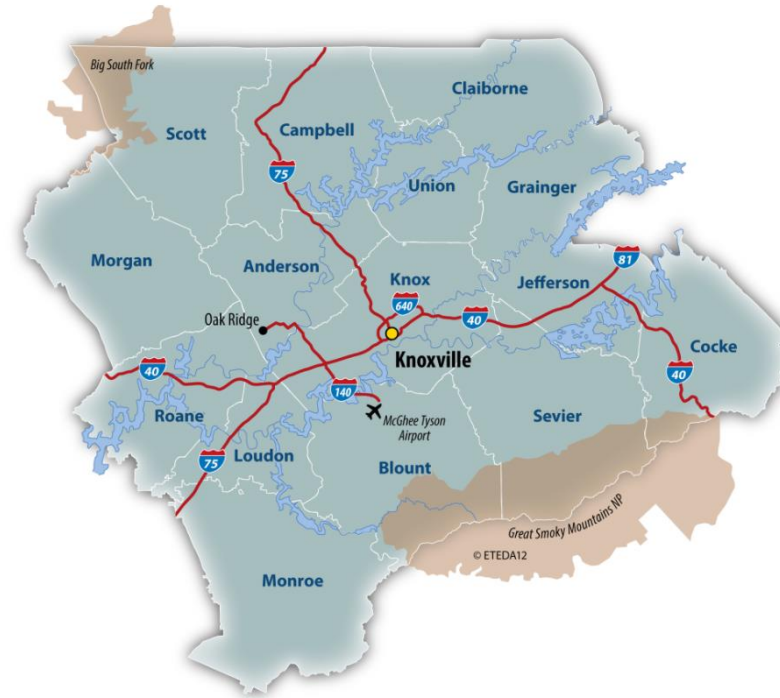 Big South Fork
Claiborne
Scott
Campbell
75
Union
Grainger
Morgan
Anderson
81
Knox
Jefferson
640
Oak Ridge
40
Knoxville
Cocke
40
40
140
Roane
McGhee Tyson
Airport
Sevier
Loudon
75
Blount
Great Smoky Mountains NP
© ETEDA12
Monroe